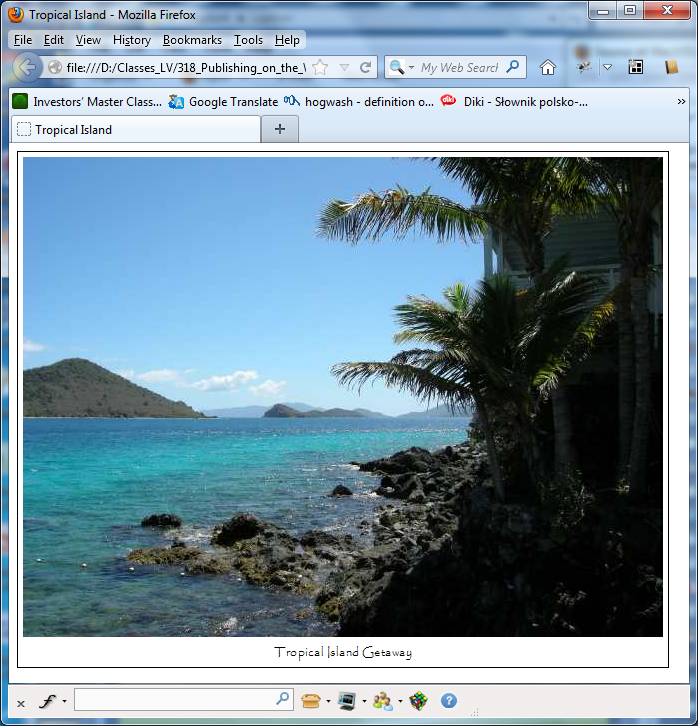 Tropical Island - Mozilla Firefox
File Edit View History Bookmarks Tools Help
file:///D:/Classes_LV/318_Publishing_on_the_ My Web Search
Investors' Master Class... Google Translate hogwash - definition o... diki Diki - Słownik polsko-... »
Tropical Island +
Tropical Island Getaway